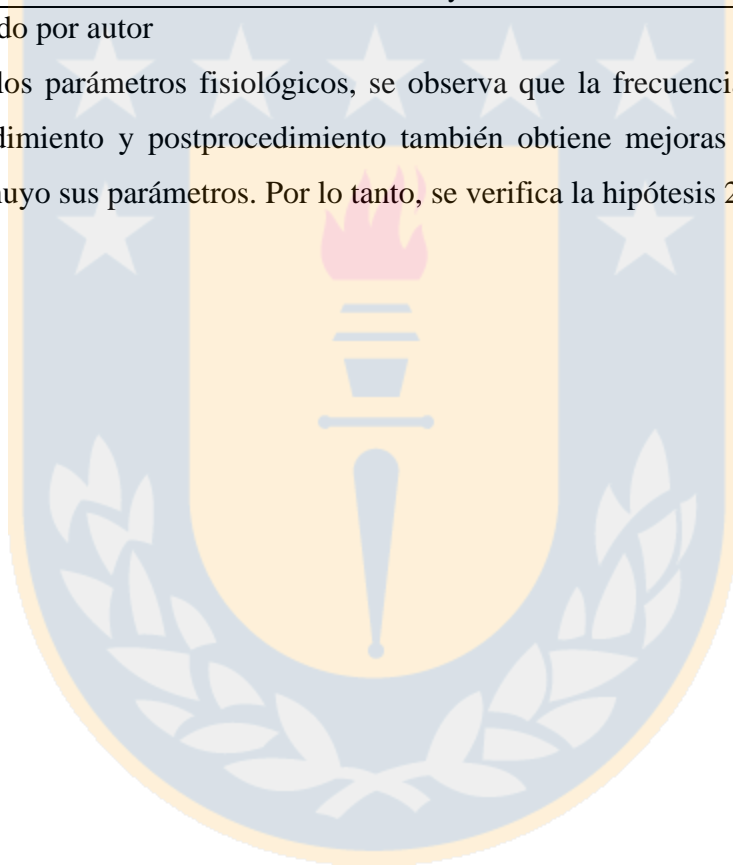 do por autor
los parámetros fisiológicos, se observa que la frecuencia
dimiento y postprocedimiento también obtiene mejoras
uyo sus parámetros. Por lo tanto, se verifica la hipótesis 2